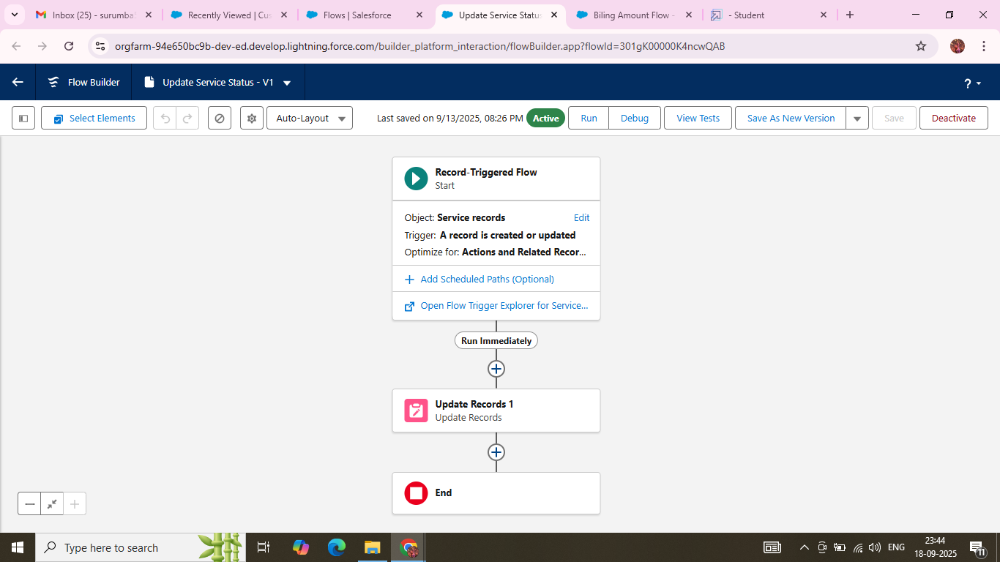 Inbox (25) - surumba
Recently Viewed | Cus
Flows | Salesforce
Update Service Status
Biling Amount Flow -
- Student
orgfarm-94e650bc9b-dev-ed.develop.lightning.force.com/builder_platform_interaction/flowBuilder.app?flowId=301gK00000K4ncwQAB
Flow Builder
Update Service Status - V1
?
Select Elements
Auto-Layout
Last saved on 9/13/2025, 08:26 PM
Active
Run
Debug
View Tests
Save As New Version
Save
Deactivate
Record-Triggered Flow
Start
Object: Service records
Edit
Trigger: A record is created or updated
Optimize for: Actions and Related Recor...
Add Scheduled Paths (Optional)
Open Flow Trigger Explorer for Service...
Run Immediately
Update Records 1
Update Records
End
Type here to search
ENG
23:44
18-09-2025
11